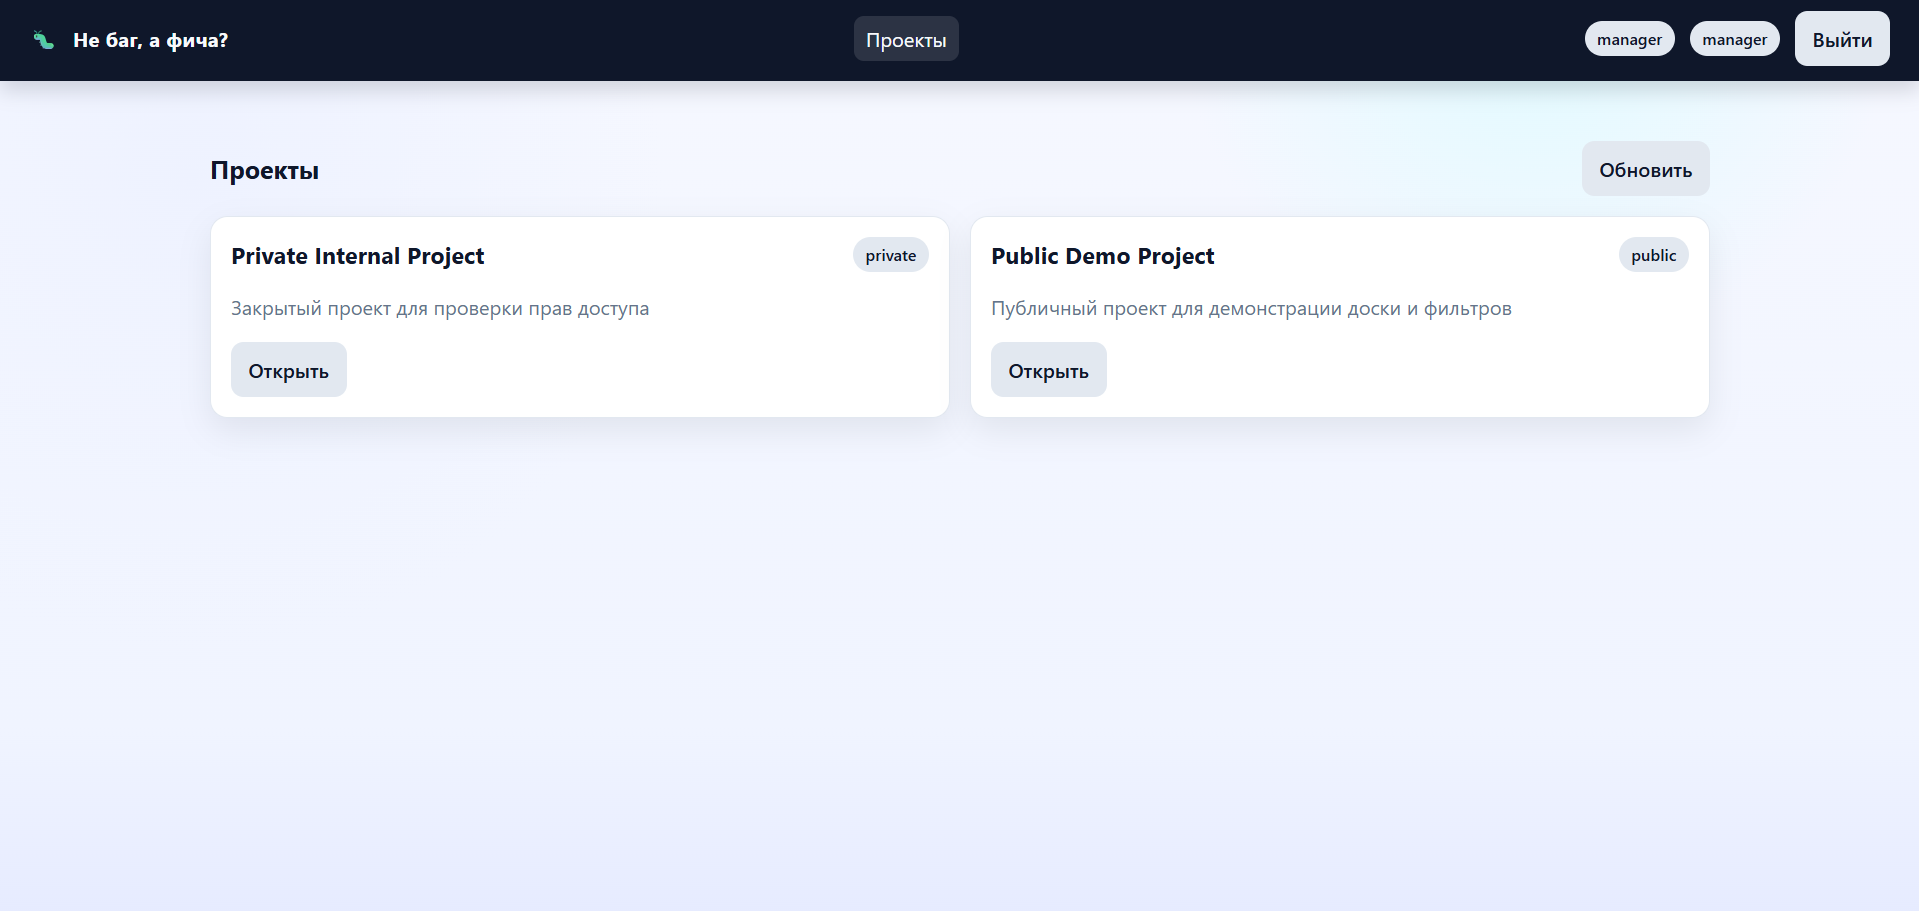 Не баг, а фича?
Проекты
manager
manager
Выйти
Проекты
Обновить
Private Internal Project
private
Закрытый проект для проверки прав доступа
Открыть
Public Demo Project
public
Публичный проект для демонстрации доски и фильтров
Открыть